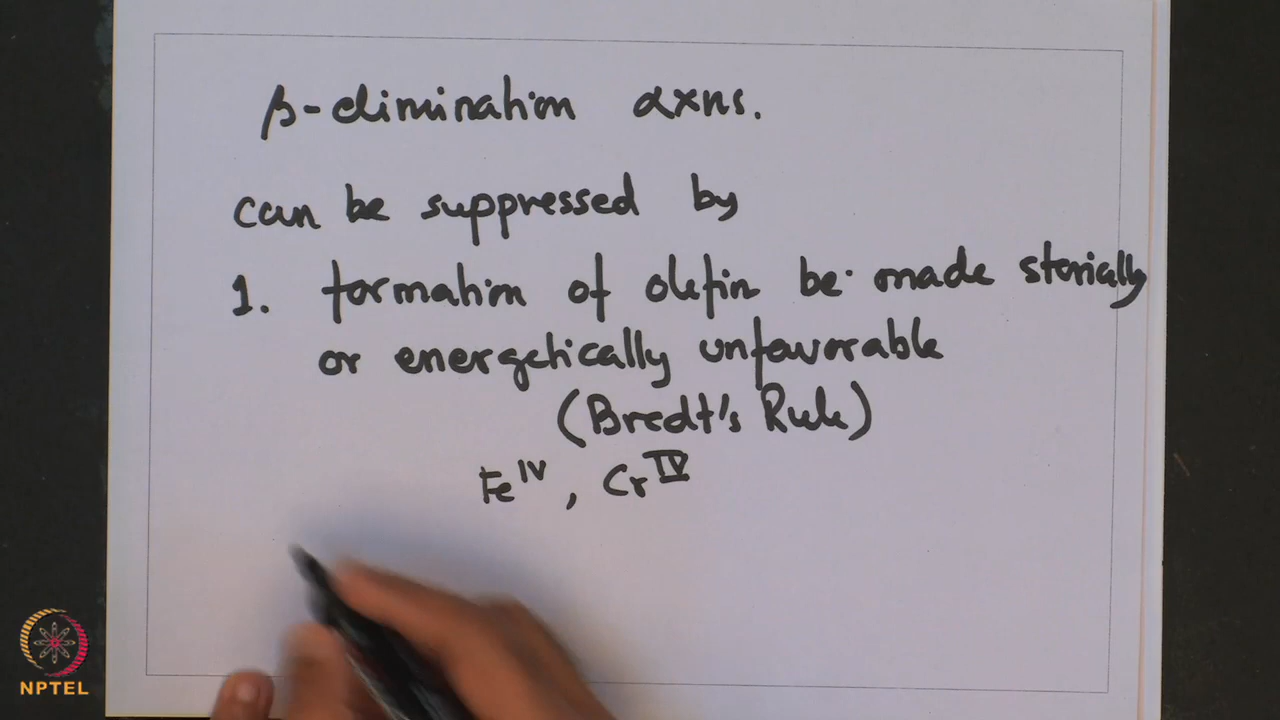 β-elimination rxns.
can be suppressed by
1. formation of olefin be made sterically
or energetically unfavorable
(Bredt's Rule)
Fe^IV, Cr^IV
NPTEL